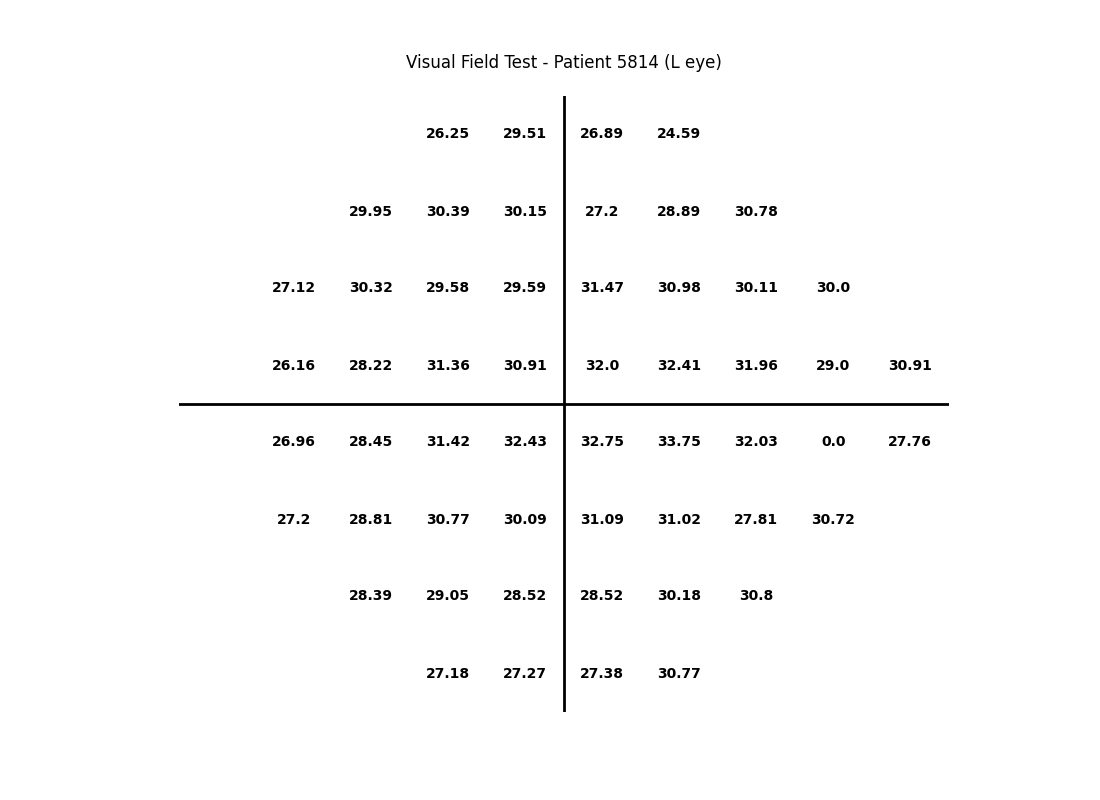 Visual Field Test - Patient 5814 (L eye)
26.25 29.51 26.89 24.59
29.95 30.39 30.15 27.2 28.89 30.78
27.12 30.32 29.58 29.59 31.47 30.98 30.11 30.0
26.16 28.22 31.36 30.91 32.0 32.41 31.96 29.0 30.91
26.96 28.45 31.42 32.43 32.75 33.75 32.03 0.0 27.76
27.2 28.81 30.77 30.09 31.09 31.02 27.81 30.72
28.39 29.05 28.52 28.52 30.18 30.8
27.18 27.27 27.38 30.77